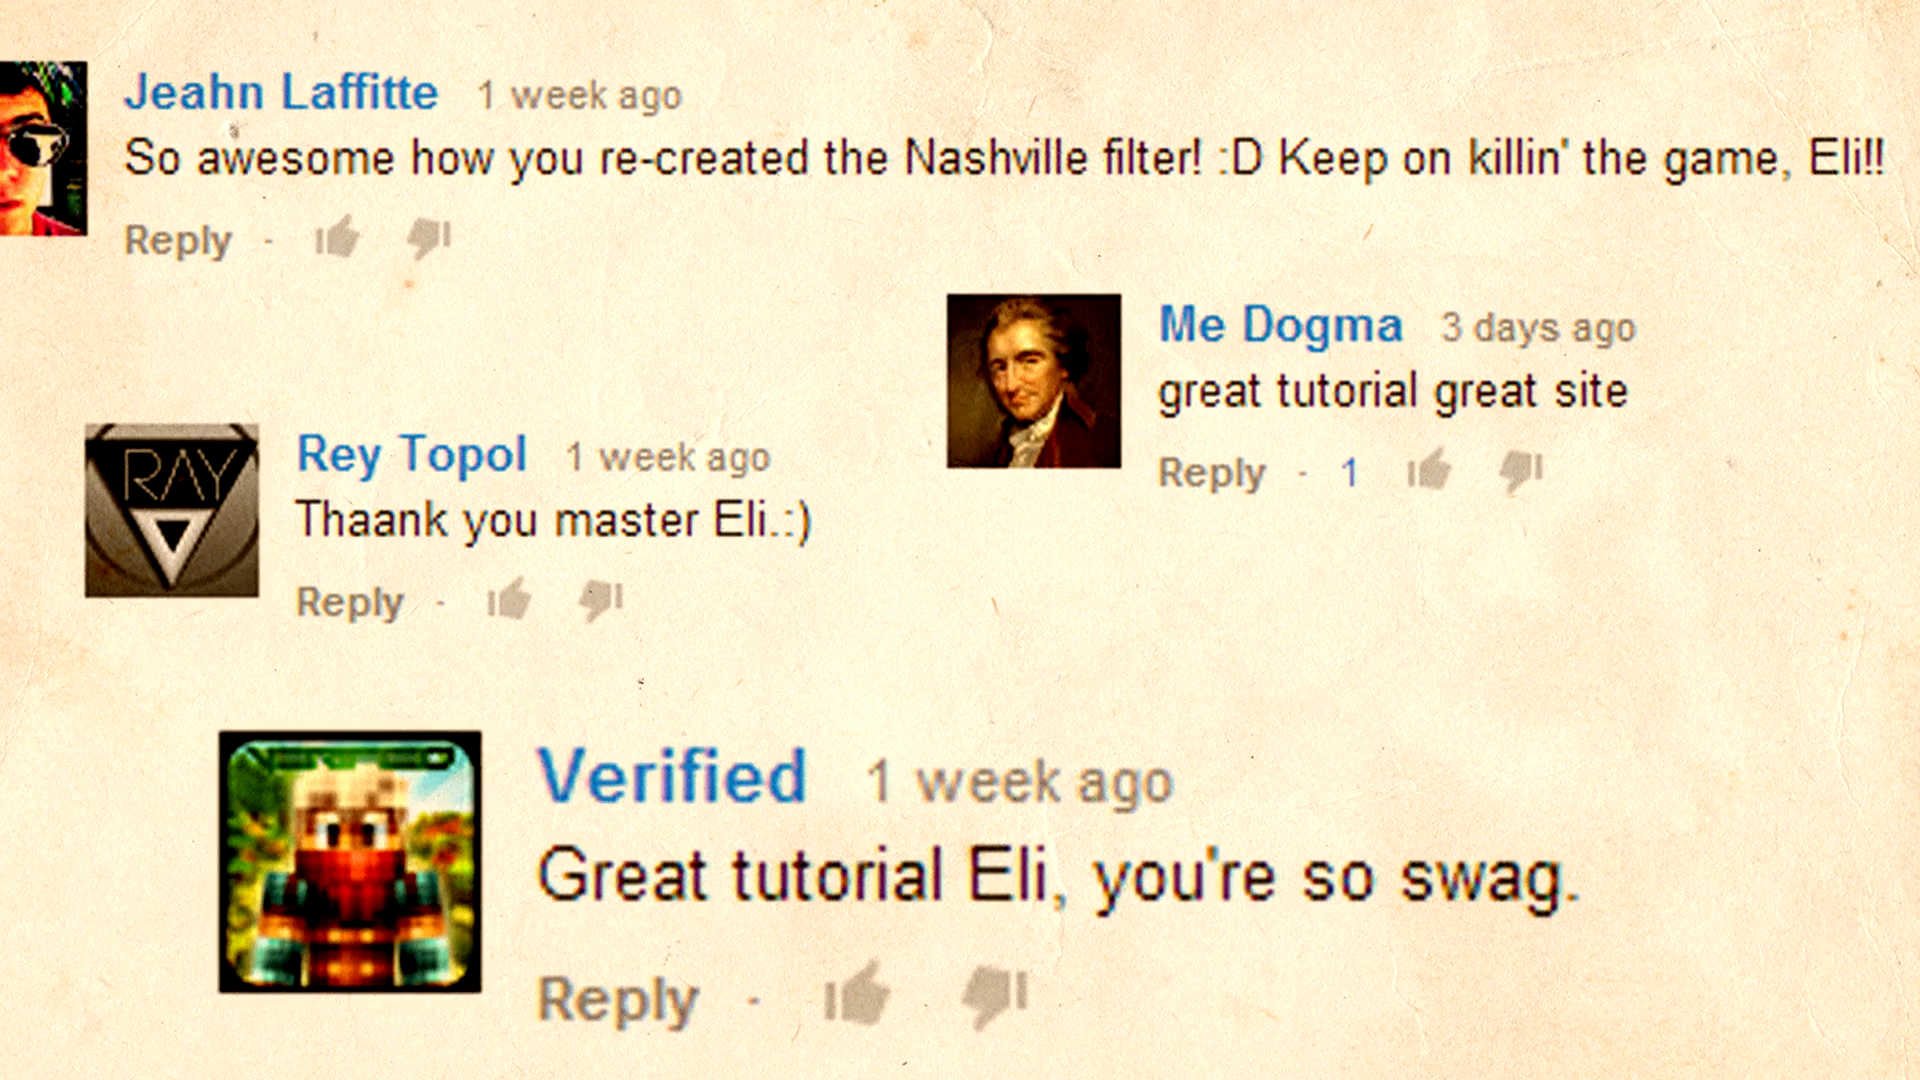 Jeahn Laffitte 1 week ago
So awesome how you re-created the Nashville filter! :D Keep on killin' the game, Eli!!
Reply ·
Me Dogma 3 days ago
great tutorial great site
Reply · 1
RAY
Rey Topol 1 week ago
Thaank you master Eli.:)
Reply ·
Verified 1 week ago
Great tutorial Eli, you're so swag.
Reply ·